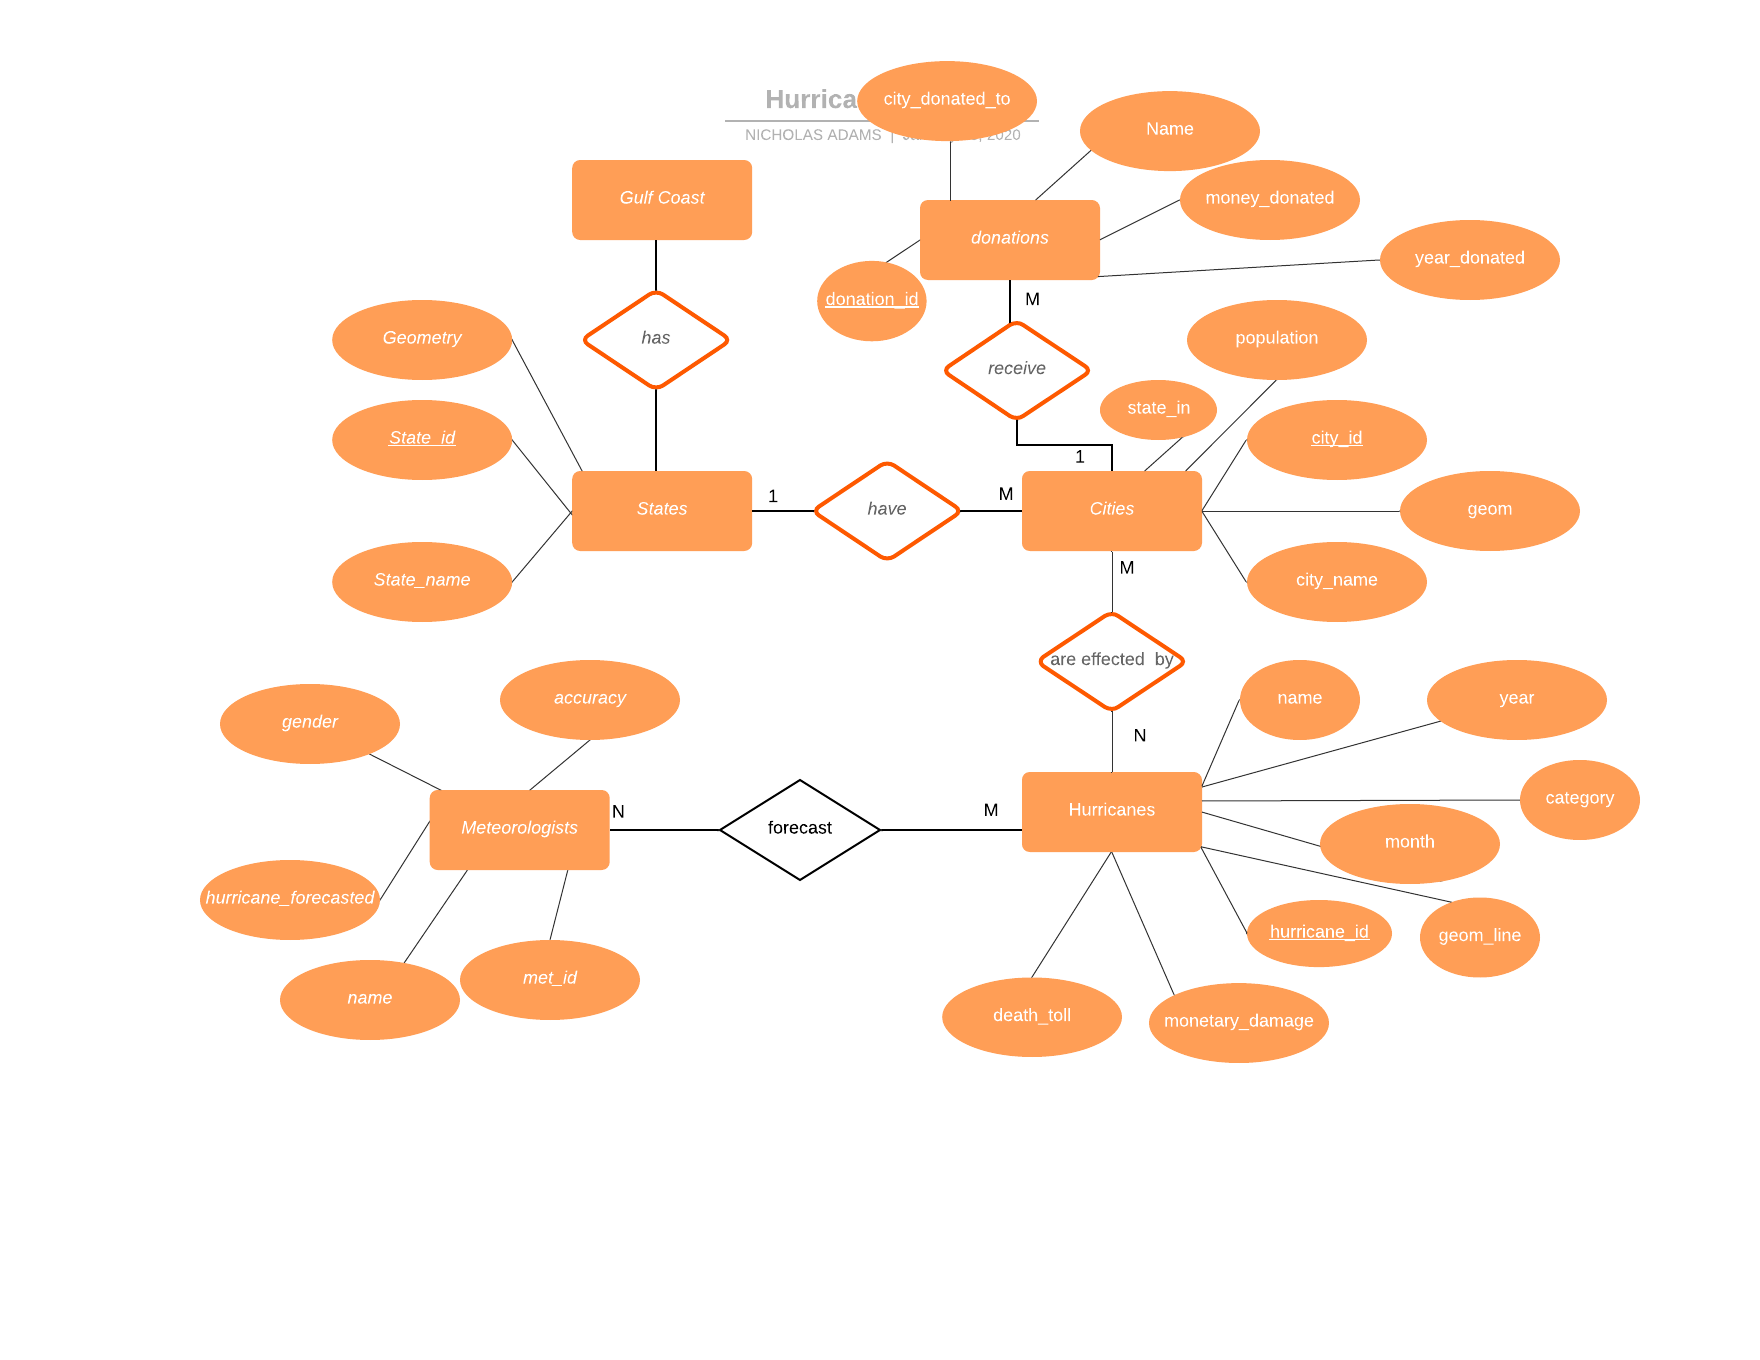 Hurrica
city_donated_to
NICHOLAS ADAMS |
2020
Name
Gulf Coast
money_donated
donations
year_donated
donation_id
M
Geometry
has
receive
population
state_in
State_id
city_id
1
States
1
have
M
Cities
geom
State_name
M
city_name
are effected by
gender
accuracy
name
year
N
category
Meteorologists
N
forecast
M
Hurricanes
month
hurricane_forecasted
hurricane_id
geom_line
name
met_id
death_toll
monetary_damage